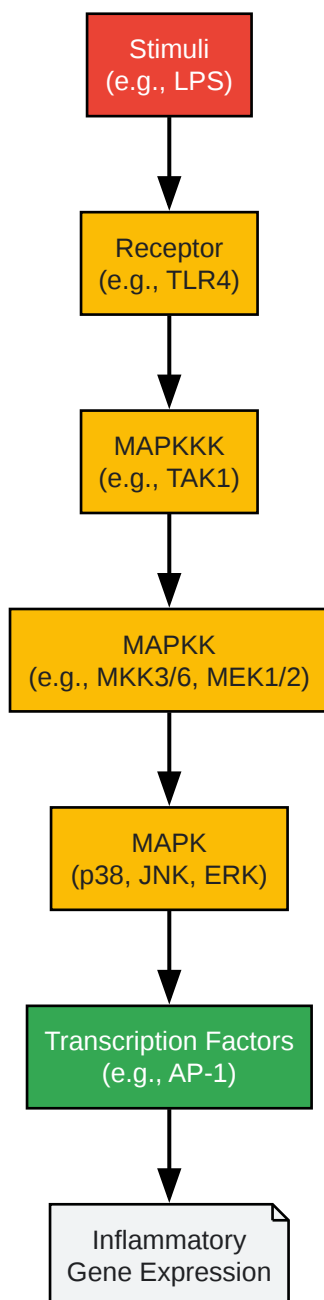 Stimuli
(e.g., LPS)
Receptor
(e.g., TLR4)
MAPKKK
(e.g., TAK1)
MAPKK
(e.g., MKK3/6, MEK1/2)
MAPK
(p38, JNK, ERK)
Transcription Factors
(e.g., AP-1)
Inflammatory
Gene Expression